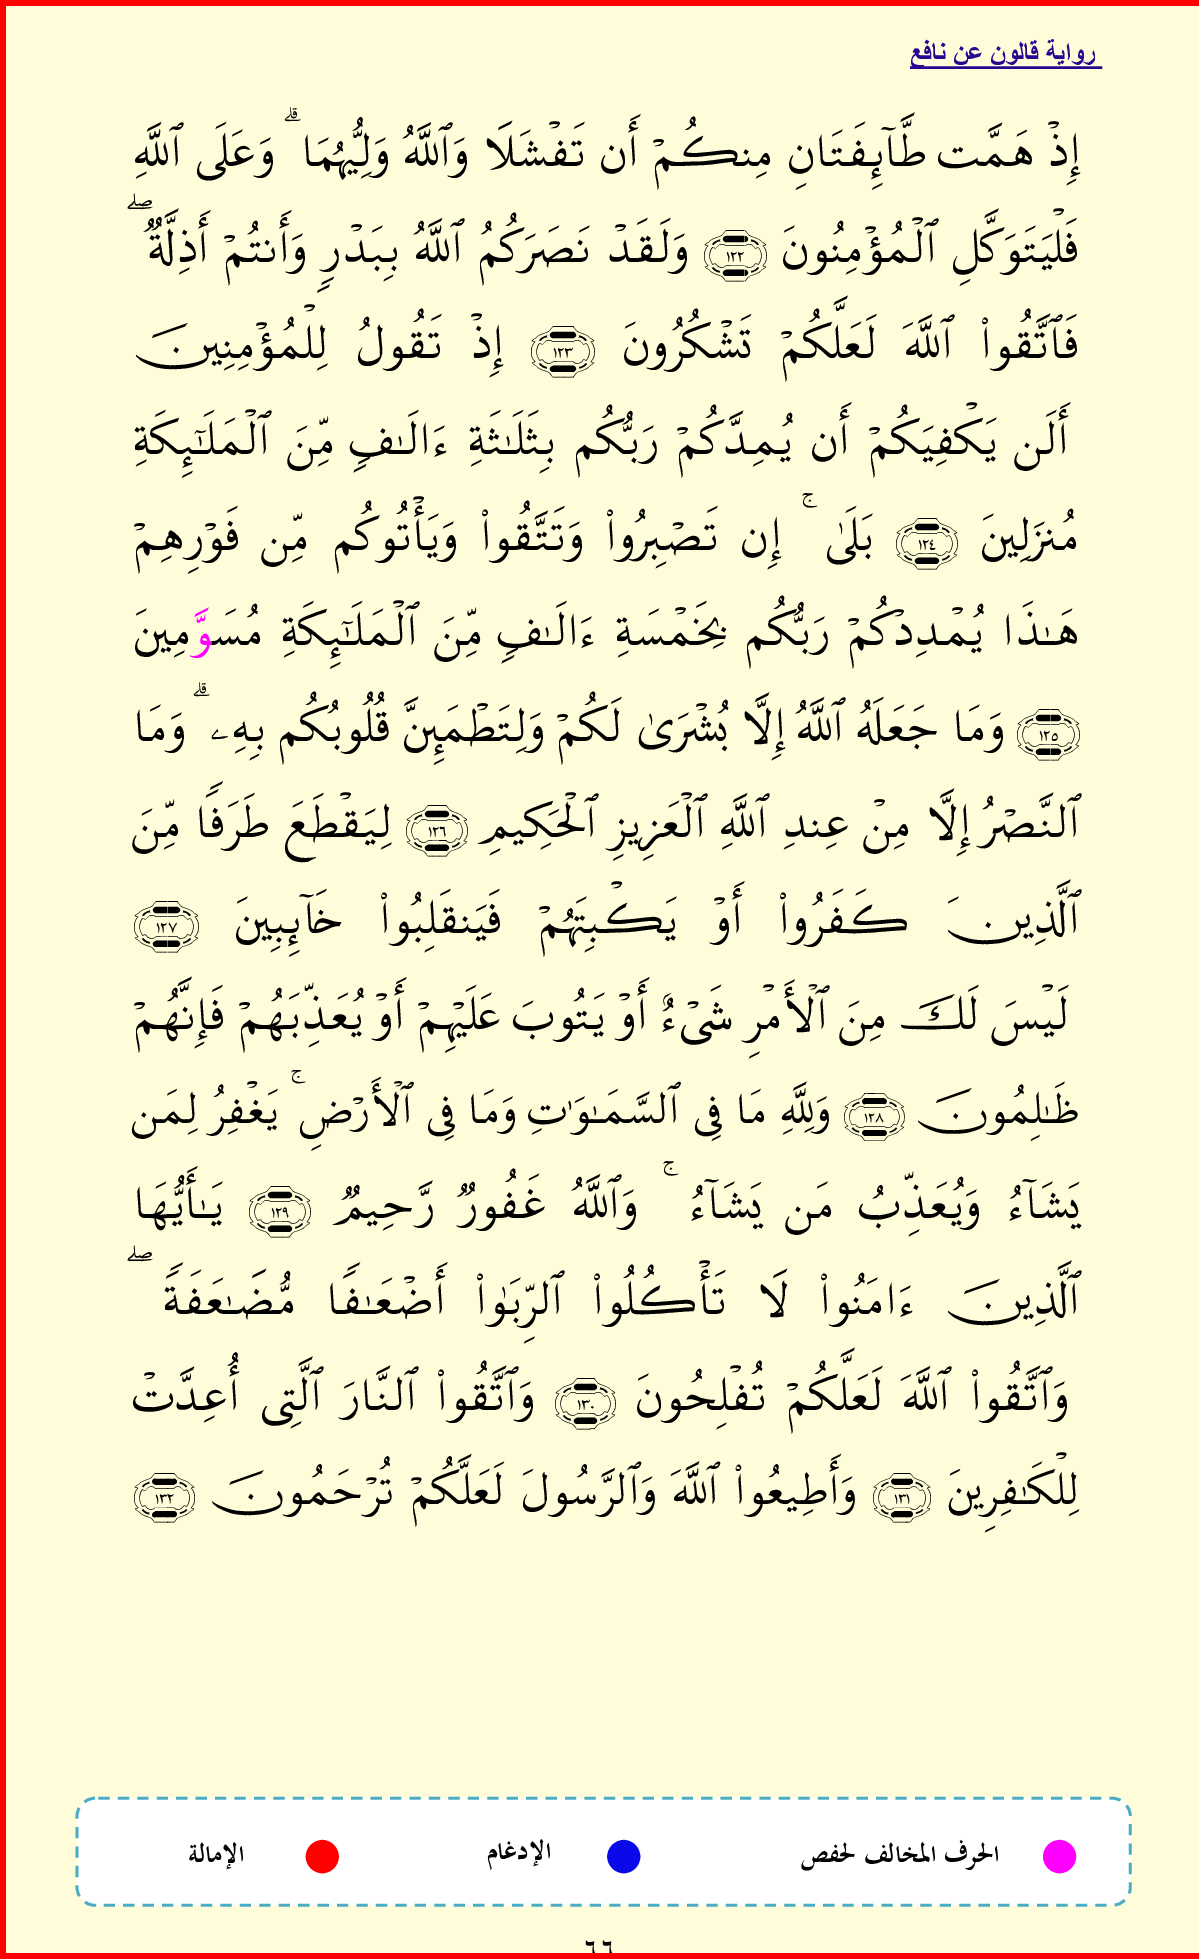 رواية قالون عن نافع
إِذْ هَمَّت طَّآئِفَتَانِ مِنكُمْ أَن تَفْشَلَا وَٱللَّهُ وَلِيُّهُمَا ۗ وَعَلَى ٱللَّهِ
فَلْيَتَوَكَّلِ ٱلْمُؤْمِنُونَ ١٢٢ وَلَقَدْ نَصَرَكُمُ ٱللَّهُ بِبَدْرٍ وَأَنتُمْ أَذِلَّةٌ ۖ
فَٱتَّقُوا۟ ٱللَّهَ لَعَلَّكُمْ تَشْكُرُونَ ١٢٣ إِذْ تَقُولُ لِلْمُؤْمِنِينَ
أَلَن يَكْفِيَكُمْ أَن يُمِدَّكُمْ رَبُّكُم بِثَلَـٰثَةِ ءَالَـٰفٍ مِّنَ ٱلْمَلَـٰٓئِكَةِ
مُنزَلِينَ ١٢٤ بَلَىٰ ۚ إِن تَصْبِرُوا۟ وَتَتَّقُوا۟ وَيَأْتُوكُم مِّن فَوْرِهِمْ
هَـٰذَا يُمْدِدْكُمْ رَبُّكُم بِخَمْسَةِ ءَالَـٰفٍ مِّنَ ٱلْمَلَـٰٓئِكَةِ مُسَوَّمِينَ
١٢٥ وَمَا جَعَلَهُ ٱللَّهُ إِلَّا بُشْرَىٰ لَكُمْ وَلِتَطْمَئِنَّ قُلُوبُكُم بِهِۦ ۗ وَمَا
ٱلنَّصْرُ إِلَّا مِنْ عِندِ ٱللَّهِ ٱلْعَزِيزِ ٱلْحَكِيمِ ١٢٦ لِيَقْطَعَ طَرَفًا مِّنَ
ٱلَّذِينَ كَفَرُوا۟ أَوْ يَكْبِتَهُمْ فَيَنقَلِبُوا۟ خَآئِبِينَ ١٢٧
لَيْسَ لَكَ مِنَ ٱلْأَمْرِ شَىْءٌ أَوْ يَتُوبَ عَلَيْهِمْ أَوْ يُعَذِّبَهُمْ فَإِنَّهُمْ
ظَـٰلِمُونَ ١٢٨ وَلِلَّهِ مَا فِى ٱلسَّمَـٰوَٰتِ وَمَا فِى ٱلْأَرْضِ ۚ يَغْفِرُ لِمَن
يَشَآءُ وَيُعَذِّبُ مَن يَشَآءُ ۚ وَٱللَّهُ غَفُورٌ رَّحِيمٌ ١٢٩ يَـٰٓأَيُّهَا
ٱلَّذِينَ ءَامَنُوا۟ لَا تَأْكُلُوا۟ ٱلرِّبَوٰا۟ أَضْعَـٰفًا مُّضَـٰعَفَةً ۖ
وَٱتَّقُوا۟ ٱللَّهَ لَعَلَّكُمْ تُفْلِحُونَ ١٣٠ وَٱتَّقُوا۟ ٱلنَّارَ ٱلَّتِى أُعِدَّتْ
لِلْكَـٰفِرِينَ ١٣١ وَأَطِيعُوا۟ ٱللَّهَ وَٱلرَّسُولَ لَعَلَّكُمْ تُرْحَمُونَ ١٣٢
الحرف المخالف لحفص الإدغام الإمالة
٦٦